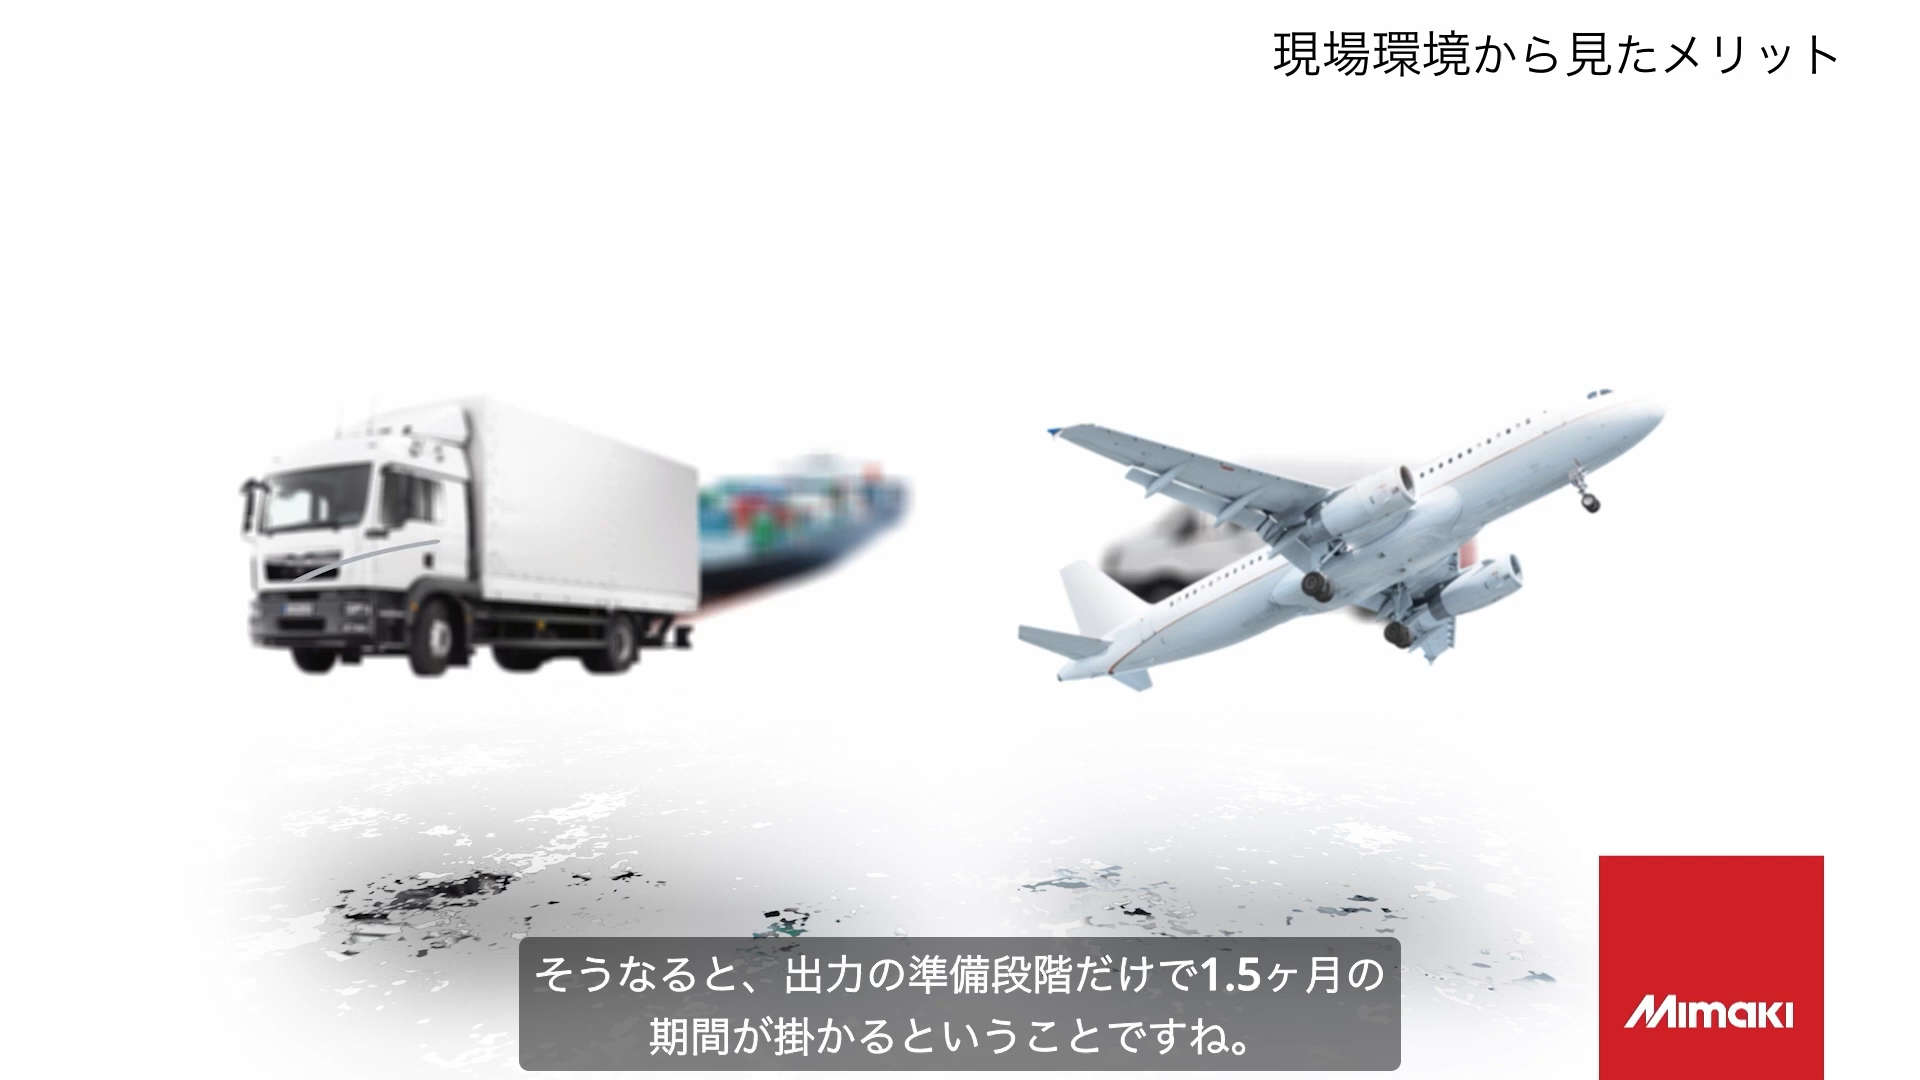 現場環境から見たメリット
そうなると、出力の準備段階だけで1.5ヶ月の
期間が掛かるということですね。
Mimaki